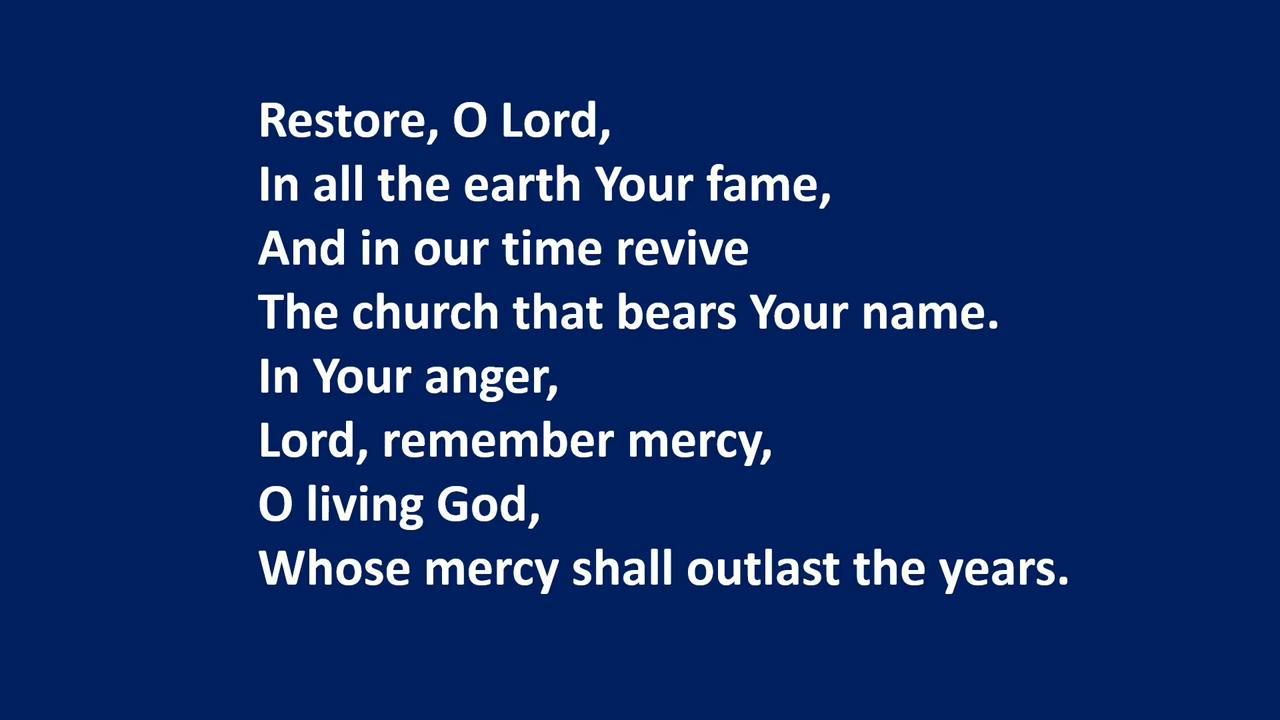 Restore, O Lord,
In all the earth Your fame,
And in our time revive
The church that bears Your name.
In Your anger,
Lord, remember mercy,
O living God,
Whose mercy shall outlast the years.